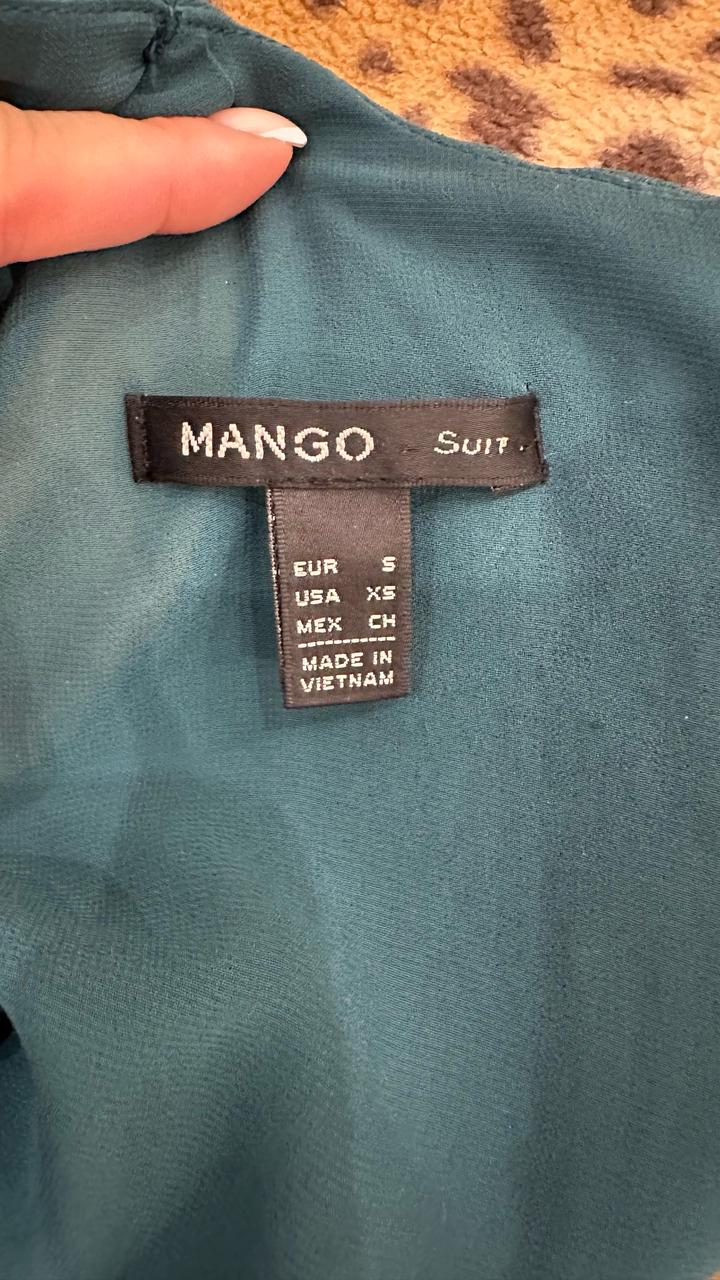 MANGO Suit.
EUR S
USA XS
MEX CH
MADE IN
VIETNAM